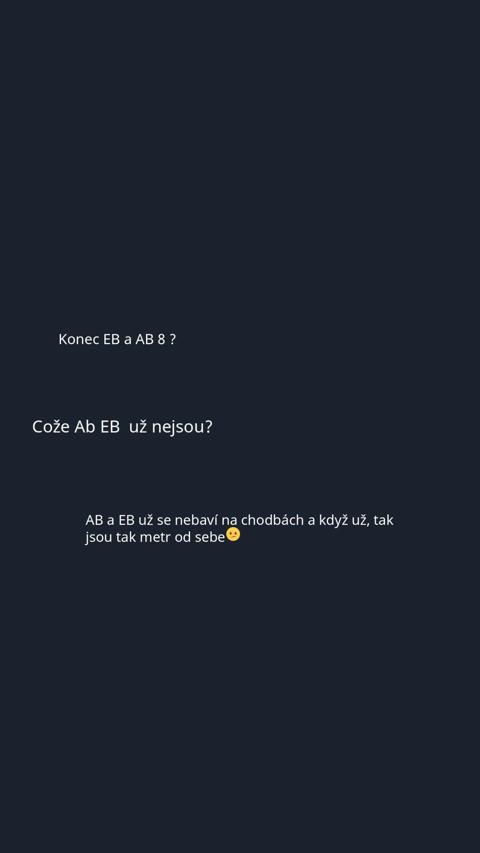 Konec EB a AB 8 ?
Cože Ab EB  už nejsou?
AB a EB už se nebaví na chodbách a když už, tak
jsou tak metr od sebe😕